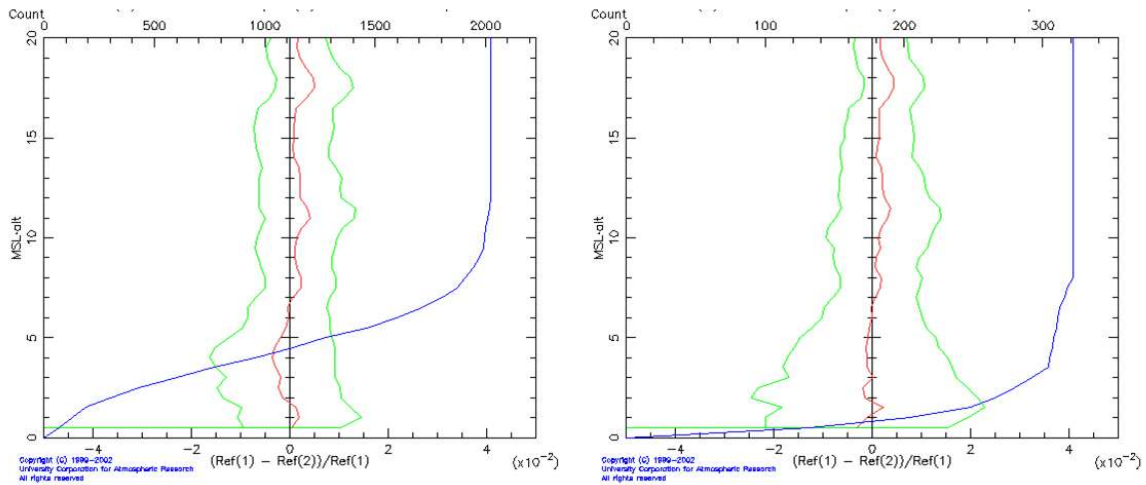 Count
0 500 1000 1500 2000
20
15
10
5
0
MSL-alt
-4 -2 0 2 4
(Ref(1) - Ref(2))/Ref(1) (x10^-2)
Copyright (C) 1999-2002
University Corporation for Atmospheric Research
All rights reserved
Count
0 100 200 300
20
15
10
5
0
MSL-alt
-4 -2 0 2 4
(Ref(1) - Ref(2))/Ref(1) (x10^-2)
Copyright (C) 1999-2002
University Corporation for Atmospheric Research
All rights reserved